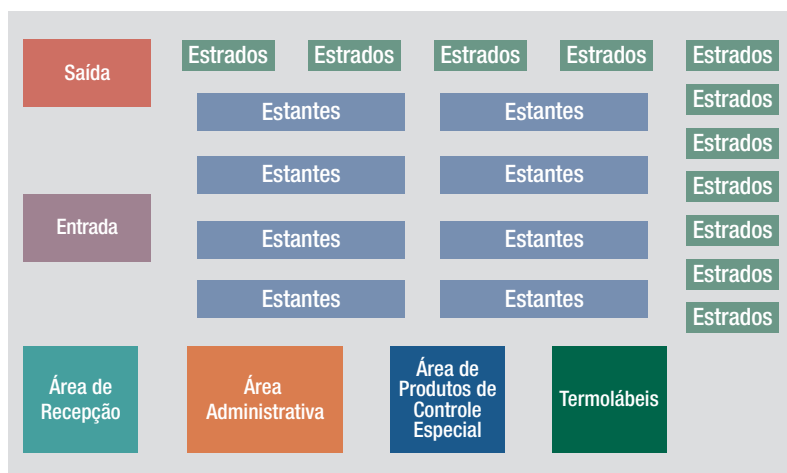 Saída
Estrados
Estrados
Estrados
Estrados
Estrados
Estantes
Estantes
Estrados
Estrados
Estantes
Estantes
Estrados
Entrada
Estantes
Estantes
Estrados
Estrados
Estantes
Estantes
Estrados
Área de
Recepção
Área
Administrativa
Área de
Produtos de
Controle
Especial
Termolábeis